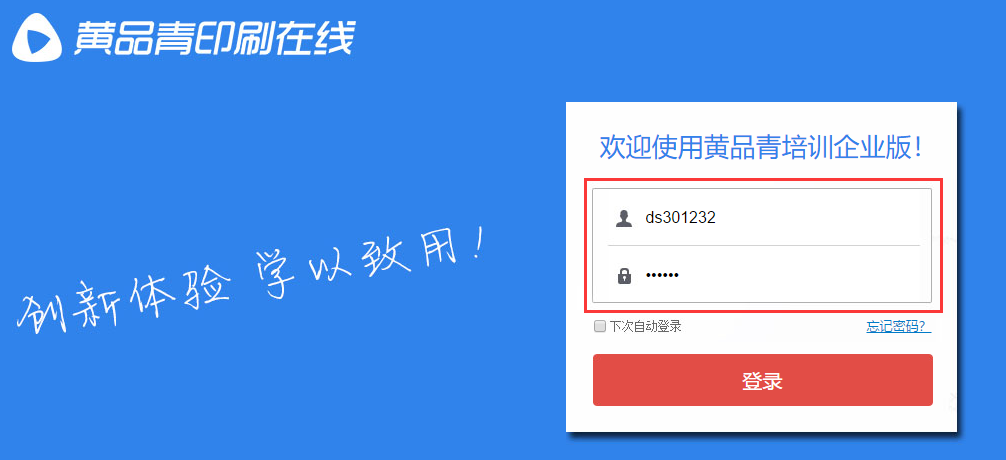 黄品青印刷在线
欢迎使用黄品青培训企业版!
ds301232
••••••
创新体验 学以致用!
下次自动登录
忘记密码?
登录